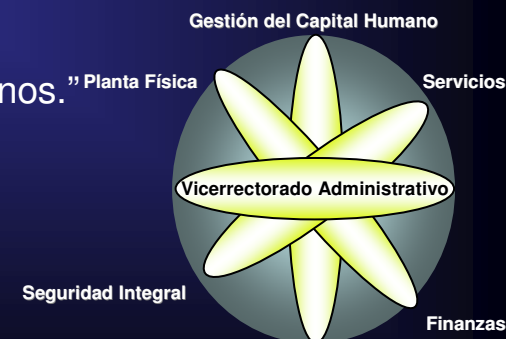 Gestión del Capital Humano
nos.”
Planta Física
Servicios
Vicerrectorado Administrativo
Seguridad Integral
Finanzas